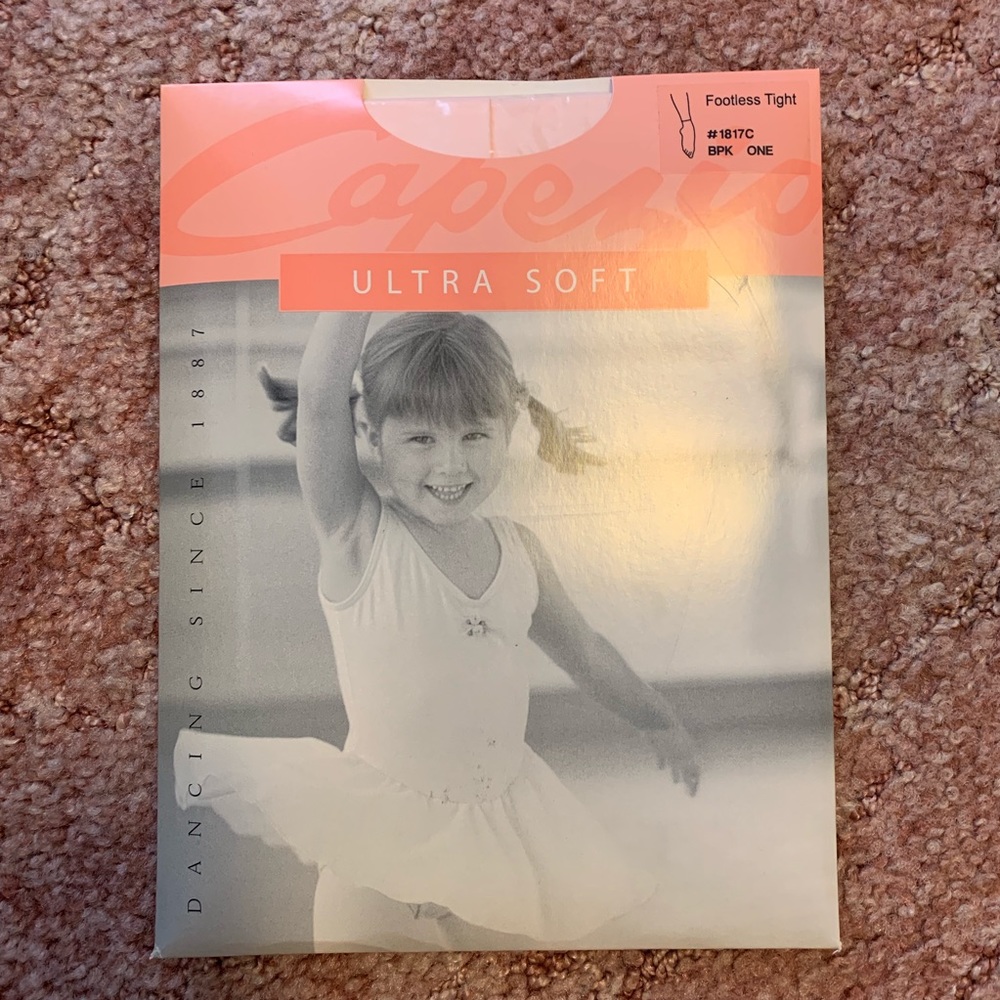 Footless Tight
#1817C
BPK ONE
Capezio
ULTRA SOFT
DANCING SINCE 1887